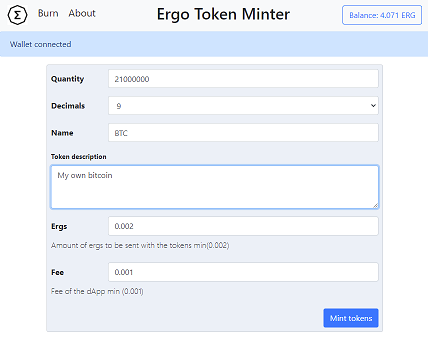 Σ Burn About Ergo Token Minter Balance: 4.071 ERG
Wallet connected
Quantity 21000000
Decimals 9
Name BTC
Token description
My own bitcoin
Ergs 0.002
Amount of ergs to be sent with the tokens min(0.002)
Fee 0.001
Fee of the dApp min (0.001)
Mint tokens